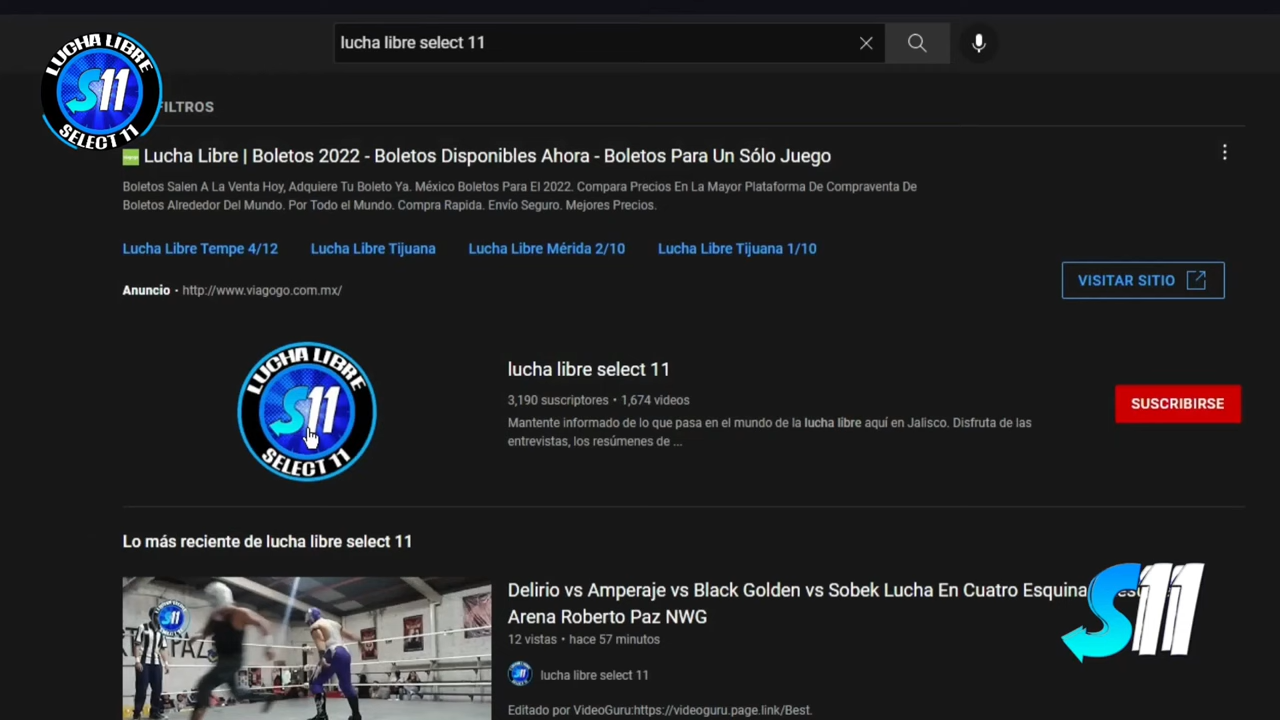 lucha libre select 11
LUCHA LIBRE
S11
SELECT 11
FILTROS
Lucha Libre | Boletos 2022 - Boletos Disponibles Ahora - Boletos Para Un Sólo Juego
Boletos Salen A La Venta Hoy, Adquiere Tu Boleto Ya. México Boletos Para El 2022. Compara Precios En La Mayor Plataforma De Compraventa De
Boletos Alrededor Del Mundo. Por Todo el Mundo. Compra Rapida. Envío Seguro. Mejores Precios.
Lucha Libre Tempe 4/12 Lucha Libre Tijuana Lucha Libre Mérida 2/10 Lucha Libre Tijuana 1/10
VISITAR SITIO
Anuncio · http://www.viagogo.com.mx/
LUCHA LIBRE
S11
SELECT 11
lucha libre select 11
3,190 suscriptores • 1,674 videos
SUSCRIBIRSE
Mantente informado de lo que pasa en el mundo de la lucha libre aquí en Jalisco. Disfruta de las
entrevistas, los resúmenes de ...
Lo más reciente de lucha libre select 11
Delirio vs Amperaje vs Black Golden vs Sobek Lucha En Cuatro Esquina
Arena Roberto Paz NWG
12 vistas • hace 57 minutos
S11
lucha libre select 11
Editado por VideoGuru:https://videoguru.page.link/Best.